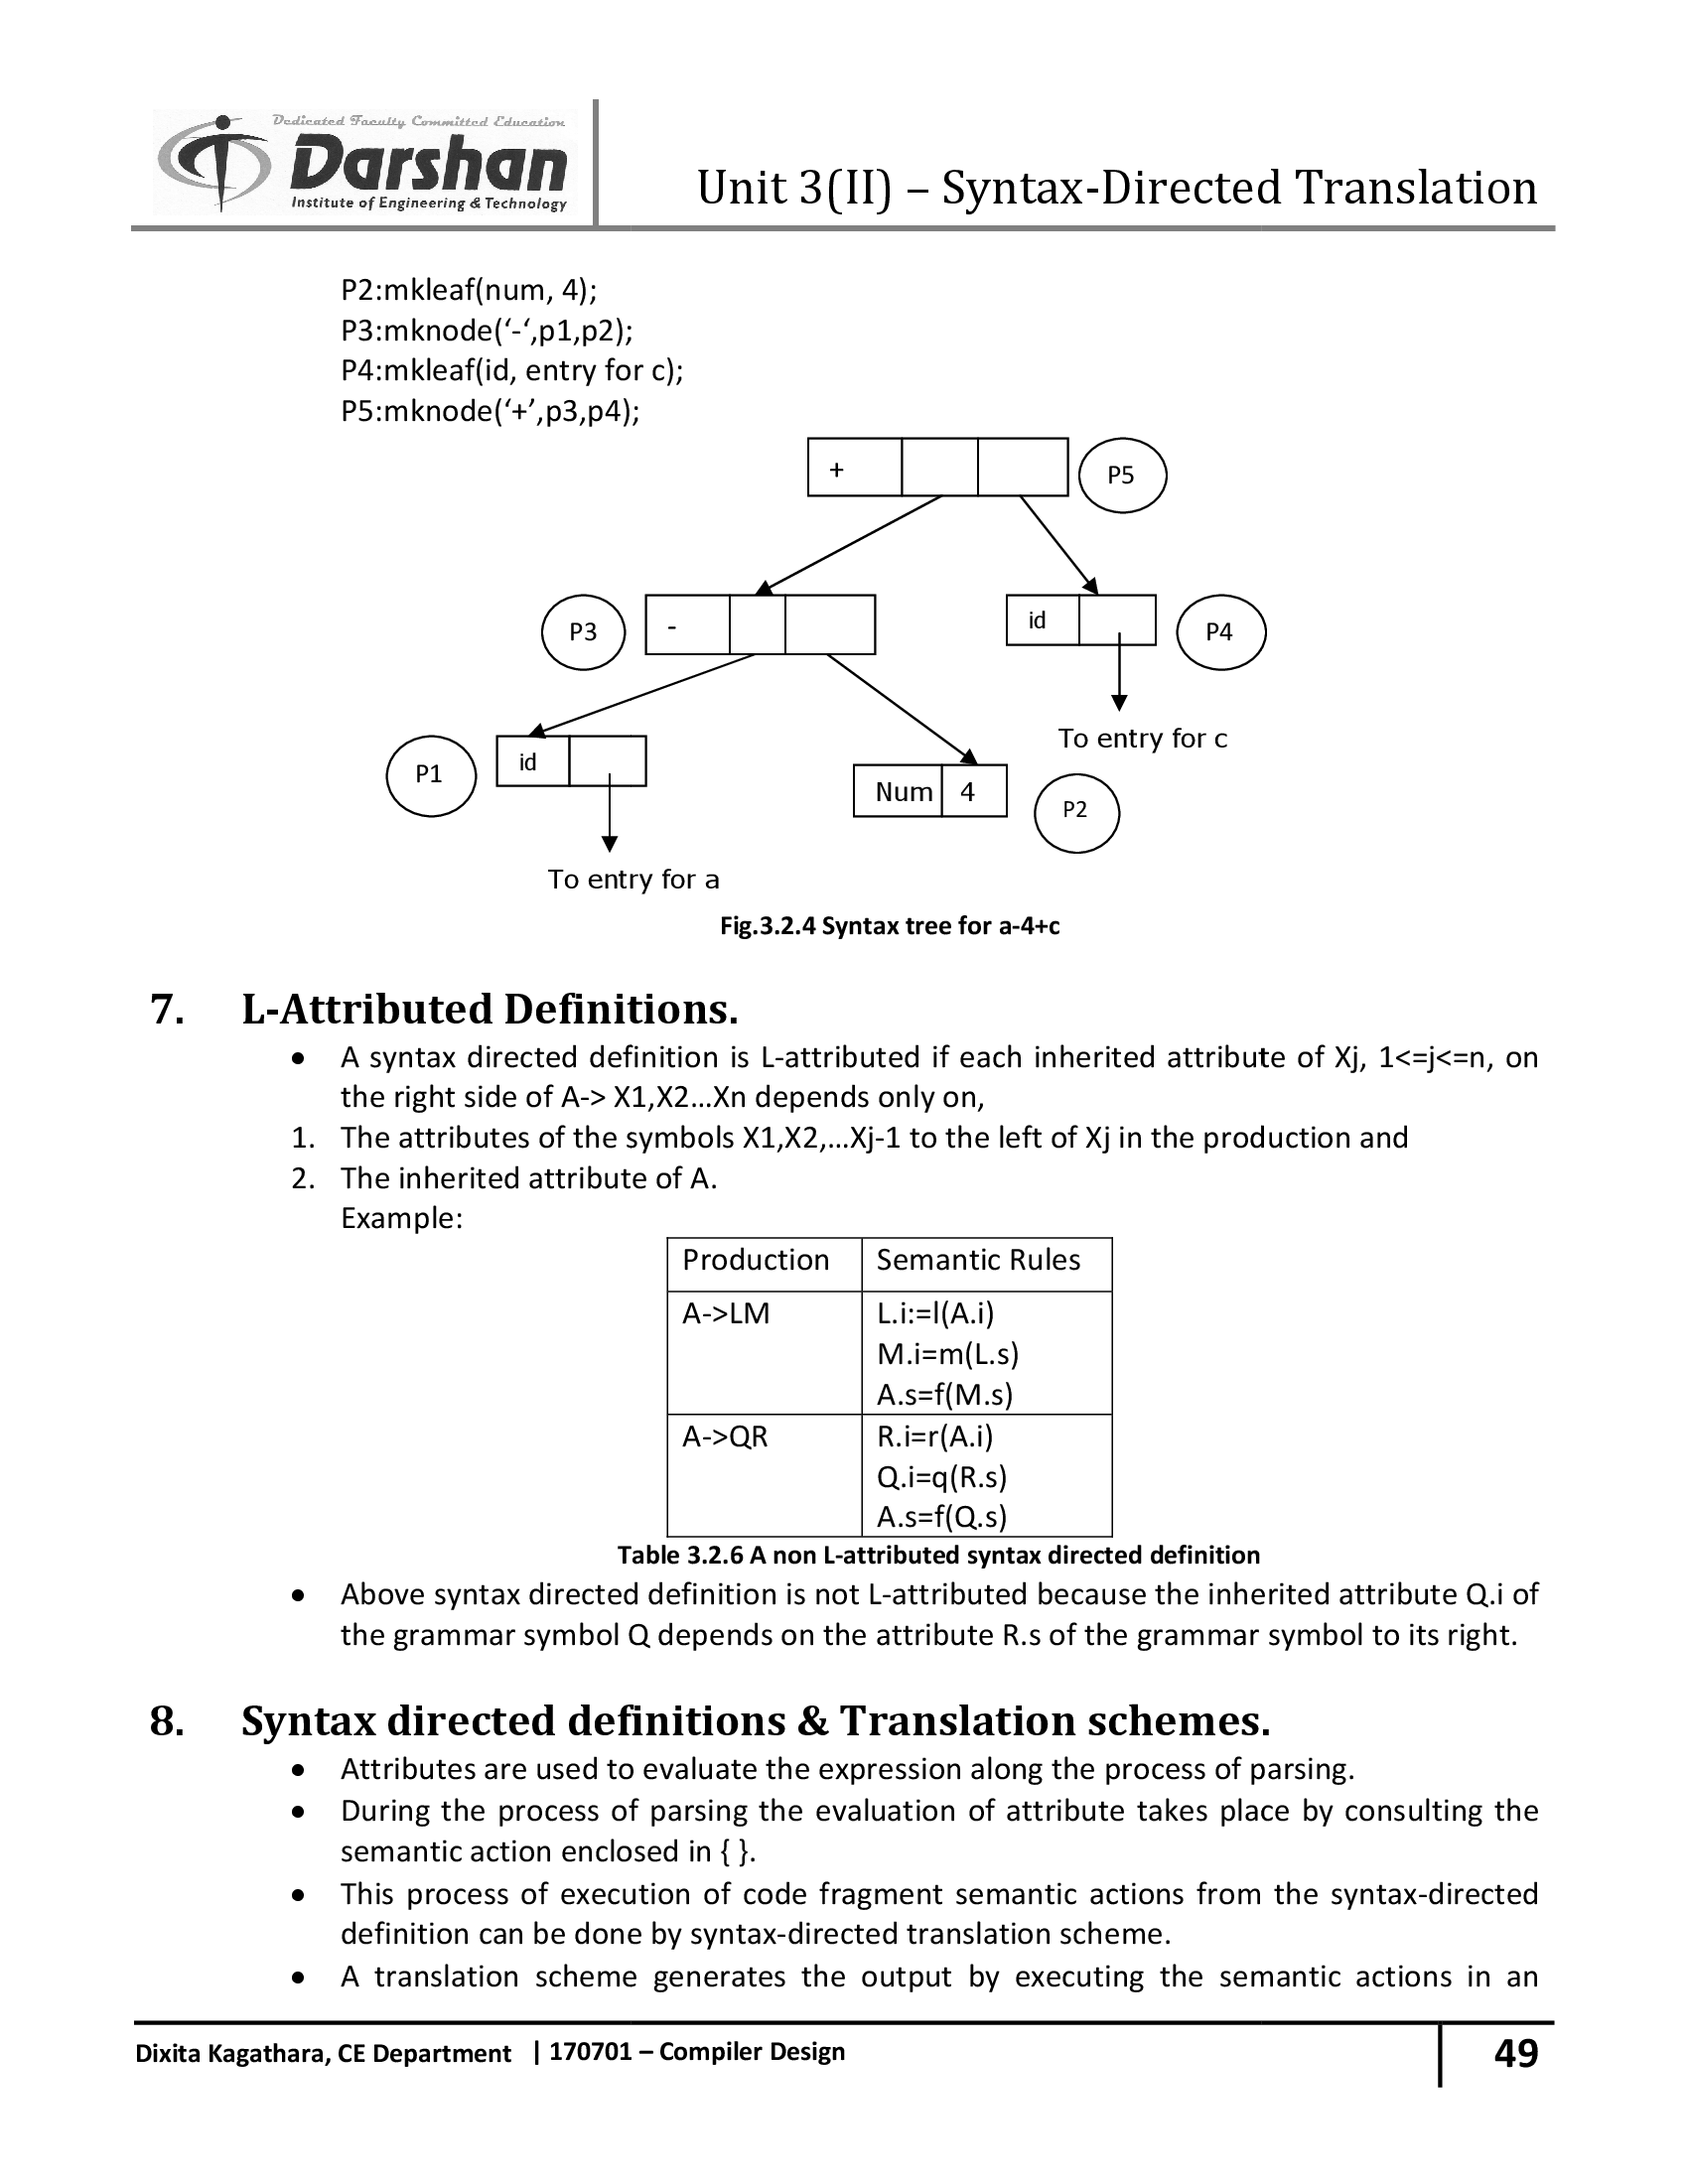 Dedicated Faculty Committed Education
Darshan
Institute of Engineering & Technology
Unit 3(II) – Syntax-Directed Translation
P2:mkleaf(num, 4);
P3:mknode(‘-‘,p1,p2);
P4:mkleaf(id, entry for c);
P5:mknode(‘+’,p3,p4);
+
P5
P3
-
id
P4
To entry for c
P1
id
Num 4
P2
To entry for a
Fig.3.2.4 Syntax tree for a-4+c
7. L-Attributed Definitions.
• A syntax directed definition is L-attributed if each inherited attribute of Xj, 1<=j<=n, on
the right side of A-> X1,X2…Xn depends only on,
1. The attributes of the symbols X1,X2,…Xj-1 to the left of Xj in the production and
2. The inherited attribute of A.
Example:
Production Semantic Rules
A->LM L.i:=l(A.i)
M.i=m(L.s)
A.s=f(M.s)
A->QR R.i=r(A.i)
Q.i=q(R.s)
A.s=f(Q.s)
Table 3.2.6 A non L-attributed syntax directed definition
• Above syntax directed definition is not L-attributed because the inherited attribute Q.i of
the grammar symbol Q depends on the attribute R.s of the grammar symbol to its right.
8. Syntax directed definitions & Translation schemes.
• Attributes are used to evaluate the expression along the process of parsing.
• During the process of parsing the evaluation of attribute takes place by consulting the
semantic action enclosed in { }.
• This process of execution of code fragment semantic actions from the syntax-directed
definition can be done by syntax-directed translation scheme.
• A translation scheme generates the output by executing the semantic actions in an
Dixita Kagathara, CE Department | 170701 – Compiler Design 49